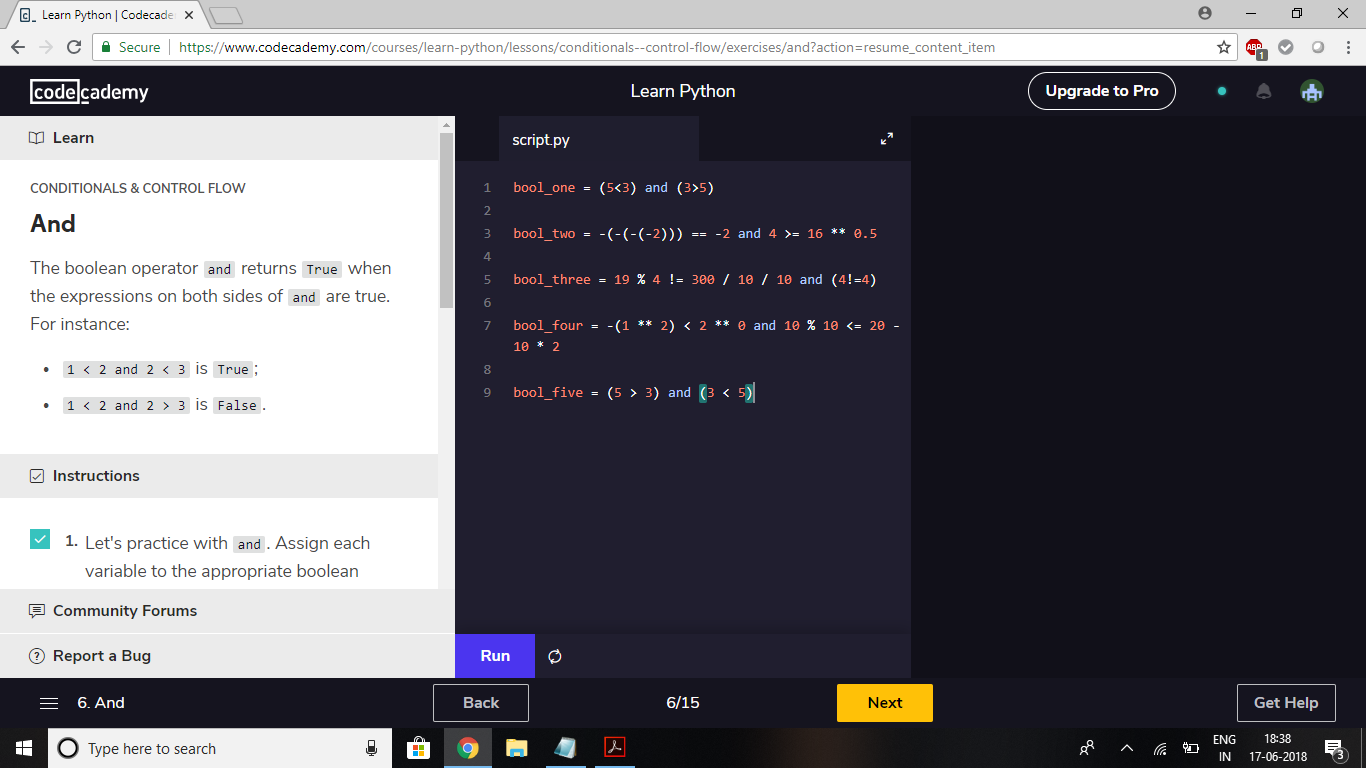 Learn Python | Codecade
Secure https://www.codecademy.com/courses/learn-python/lessons/conditionals--control-flow/exercises/and?action=resume_content_item
ABP
1
codecademy
Learn Python
Upgrade to Pro
Learn
CONDITIONALS & CONTROL FLOW
And
The boolean operator and returns True when
the expressions on both sides of and are true.
For instance:
• 1 < 2 and 2 < 3 is True;
• 1 < 2 and 2 > 3 is False.
Instructions
1. Let's practice with and. Assign each
variable to the appropriate boolean
Community Forums
Report a Bug
script.py
1 bool_one = (5<3) and (3>5)
2
3 bool_two = -(-(-(-2))) == -2 and 4 >= 16 ** 0.5
4
5 bool_three = 19 % 4 != 300 / 10 / 10 and (4!=4)
6
7 bool_four = -(1 ** 2) < 2 ** 0 and 10 % 10 <= 20 -
10 * 2
8
9 bool_five = (5 > 3) and (3 < 5)
Run
6. And
Back
6/15
Next
Get Help
Type here to search
ENG
IN
18:38
17-06-2018
3